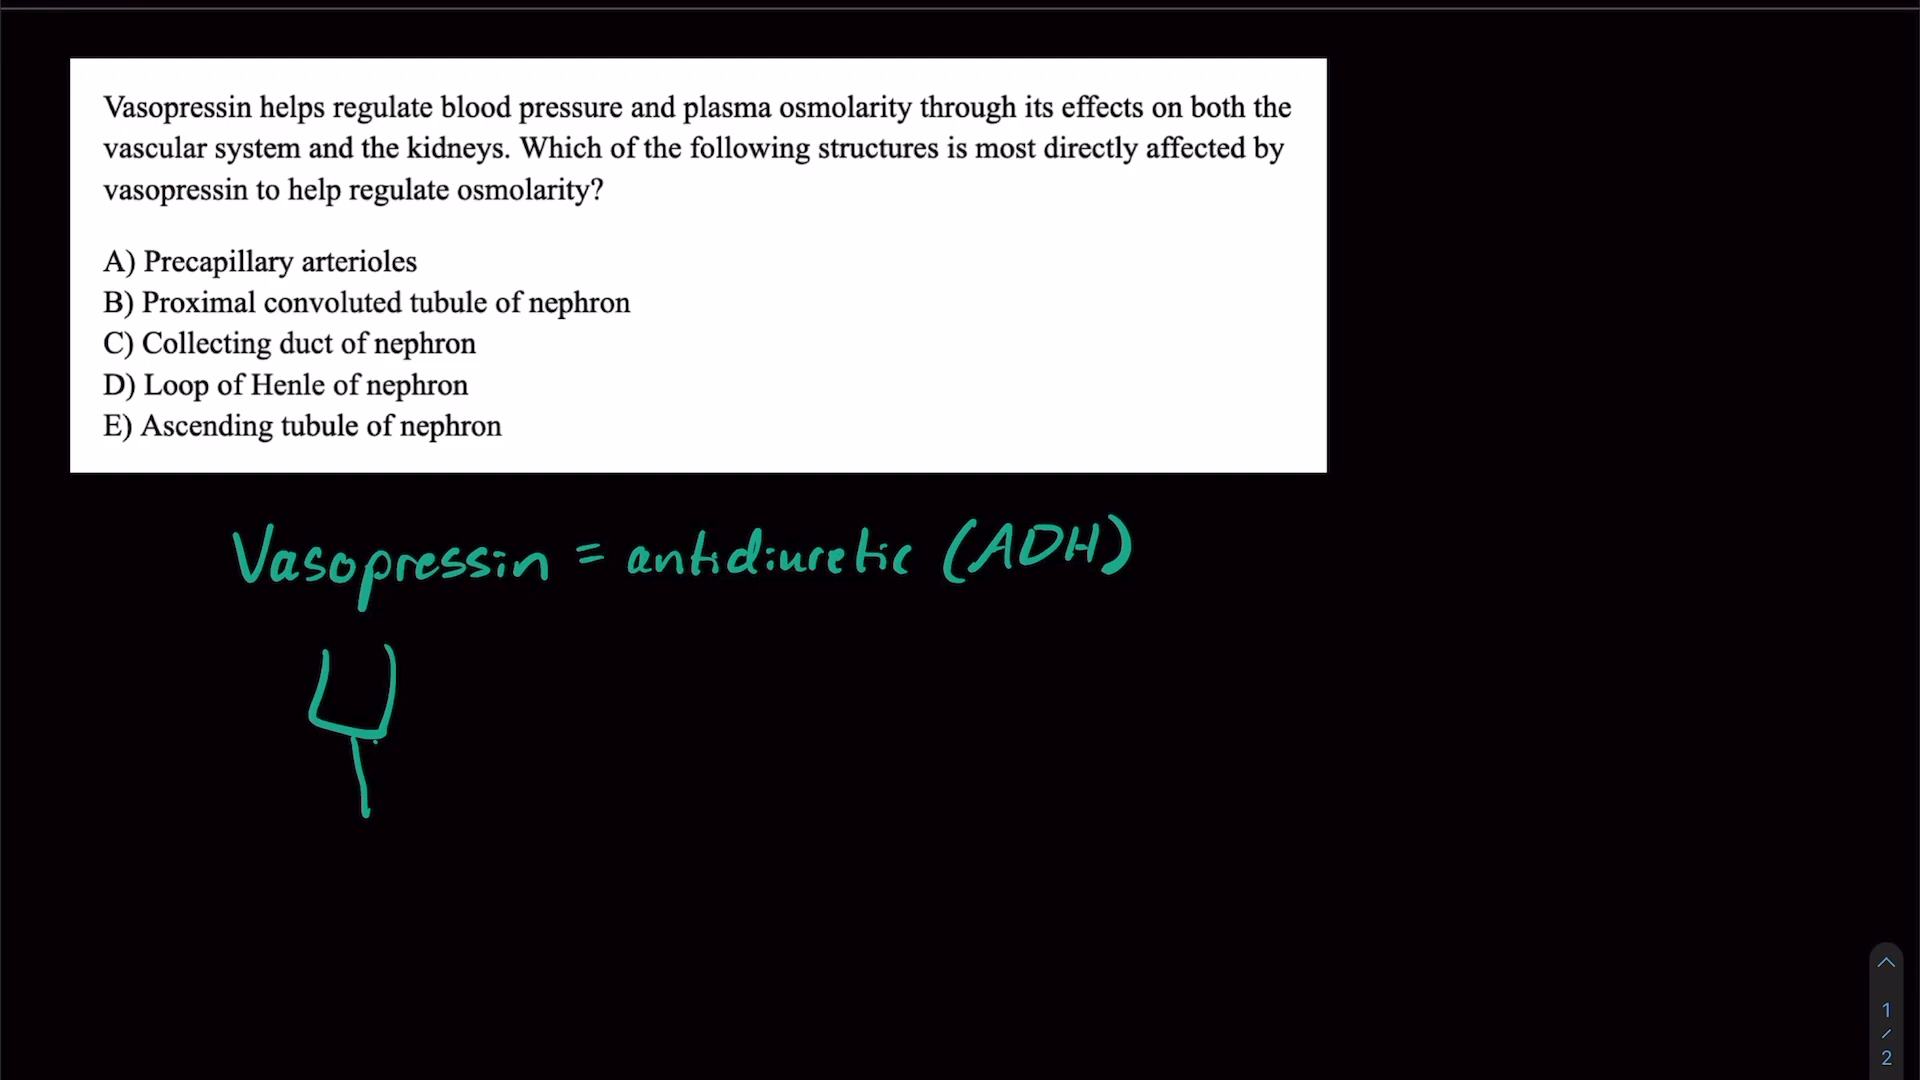 Vasopressin helps regulate blood pressure and plasma osmolarity through its effects on both the
vascular system and the kidneys. Which of the following structures is most directly affected by
vasopressin to help regulate osmolarity?
A) Precapillary arterioles
B) Proximal convoluted tubule of nephron
C) Collecting duct of nephron
D) Loop of Henle of nephron
E) Ascending tubule of nephron
Vasopressin = antidiuretic (ADH)
1
/
2